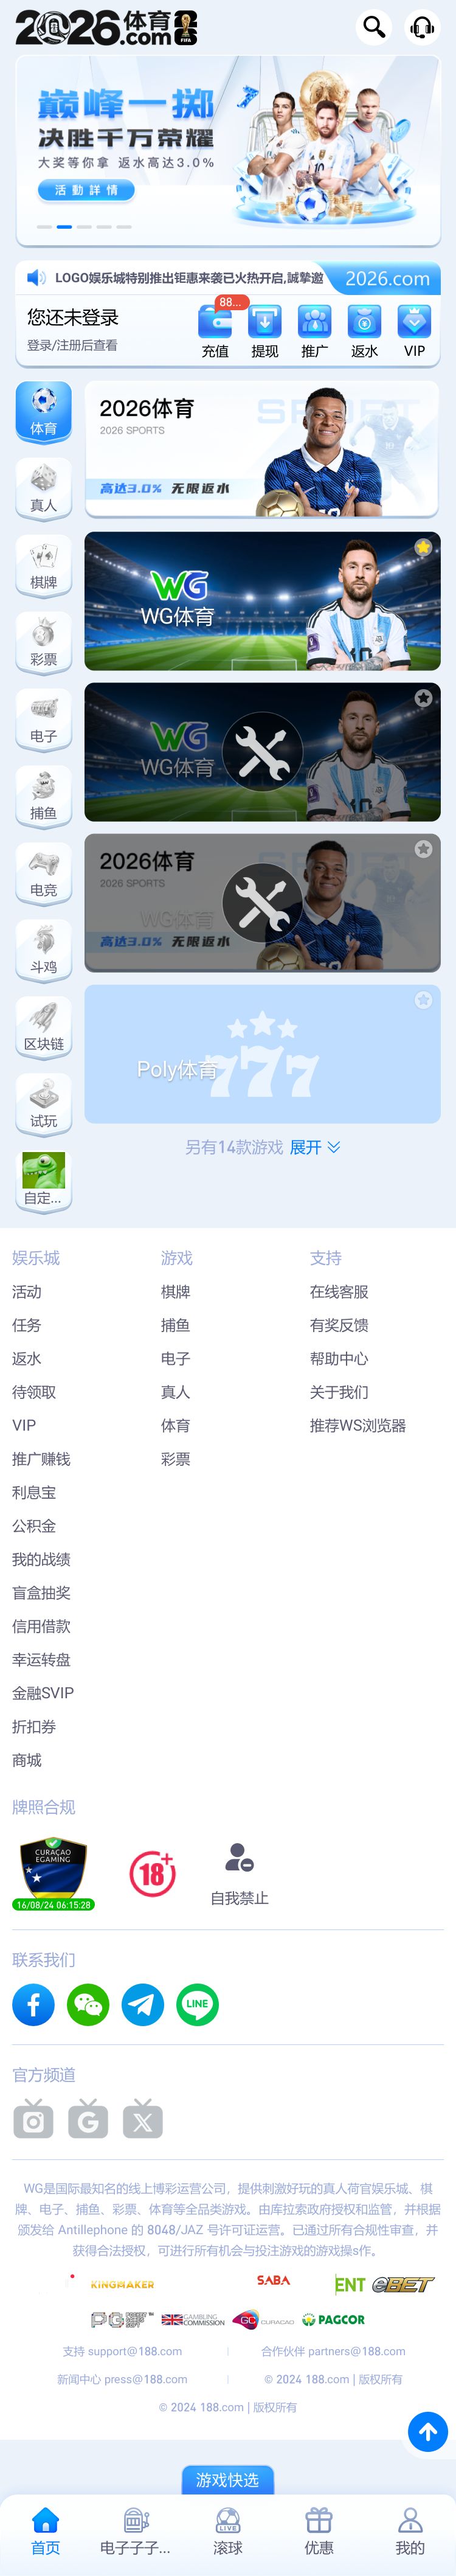 2026体育.com
FIFA
巅峰一掷
决胜千万荣耀
大奖等你拿 返水高达3.0%
活動詳情
LOGO娱乐城特别推出钜惠来袭已火热开启,誠摯邀
2026.com
您还未登录
登录/注册后查看
88...
充值
提现
推广
返水
VIP
体育
真人
棋牌
彩票
电子
捕鱼
电竞
斗鸡
区块链
试玩
自定...
2026体育
2026 SPORTS
SPORT
高达3.0% 无限返水
WG
WG体育
WG
WG体育
2026体育
2026 SPORTS
WG体育
高达3.0% 无限返水
Poly体育
777
另有14款游戏 展开
娱乐城
活动
任务
返水
待领取
VIP
推广赚钱
利息宝
公积金
我的战绩
盲盒抽奖
信用借款
幸运转盘
金融SVIP
折扣券
商城
游戏
棋牌
捕鱼
电子
真人
体育
彩票
支持
在线客服
有奖反馈
帮助中心
关于我们
推荐WS浏览器
牌照合规
CURAÇAO
EGAMING
16/08/24 06:15:28
18+
自我禁止
联系我们
LINE
官方频道
WG是国际最知名的线上博彩运营公司，提供刺激好玩的真人荷官娱乐城、棋
牌、电子、捕鱼、彩票、体育等全品类游戏。由库拉索政府授权和监管，并根据
颁发给 Antillephone 的 8048/JAZ 号许可证运营。已通过所有合规性审查，并
获得合法授权，可进行所有机会与投注游戏的游戏操s作。
KINGMAKER
SABA
ENT
eBET
PG
GAMBLING
COMMISSION
GC CURACAO
PAGCOR
支持 support@188.com
合作伙伴 partners@188.com
新闻中心 press@188.com
© 2024 188.com | 版权所有
© 2024 188.com | 版权所有
游戏快选
首页
电子子子...
LIVE
滚球
优惠
我的